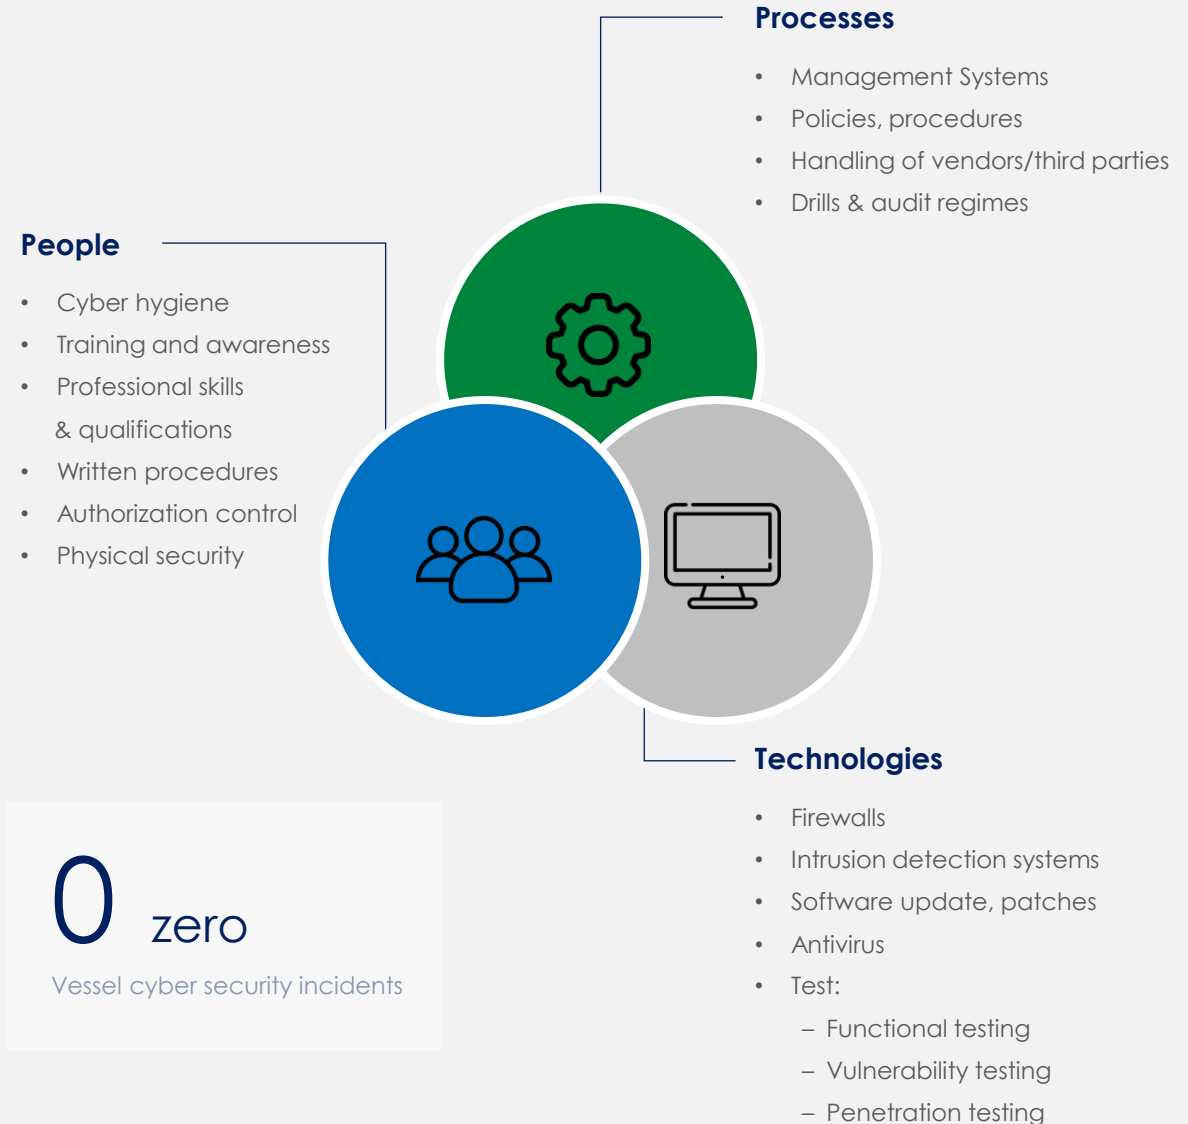 Processes
• Management Systems
• Policies, procedures
• Handling of vendors/third parties
• Drills & audit regimes
People
• Cyber hygiene
• Training and awareness
• Professional skills
& qualifications
• Written procedures
• Authorization control
• Physical security
Technologies
• Firewalls
• Intrusion detection systems
• Software update, patches
• Antivirus
• Test:
– Functional testing
– Vulnerability testing
– Penetration testing
0 zero
Vessel cyber security incidents